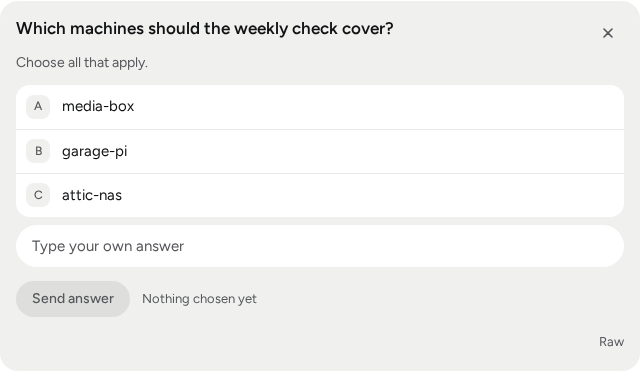 Which machines should the weekly check cover?
Choose all that apply.
A media-box
B garage-pi
C attic-nas
Type your own answer
Send answer Nothing chosen yet
Raw